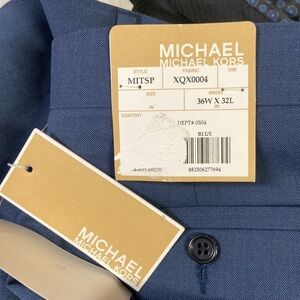 MICHAEL
MICHAEL KORS
STYLE FABRIC DIM
MITSP XQX0004
SIZE WAIST
IN IN
36W X 32L
CONTENT
DEPT# 0504
BLUE
882506277694
MICHAEL
MICHAEL KORS